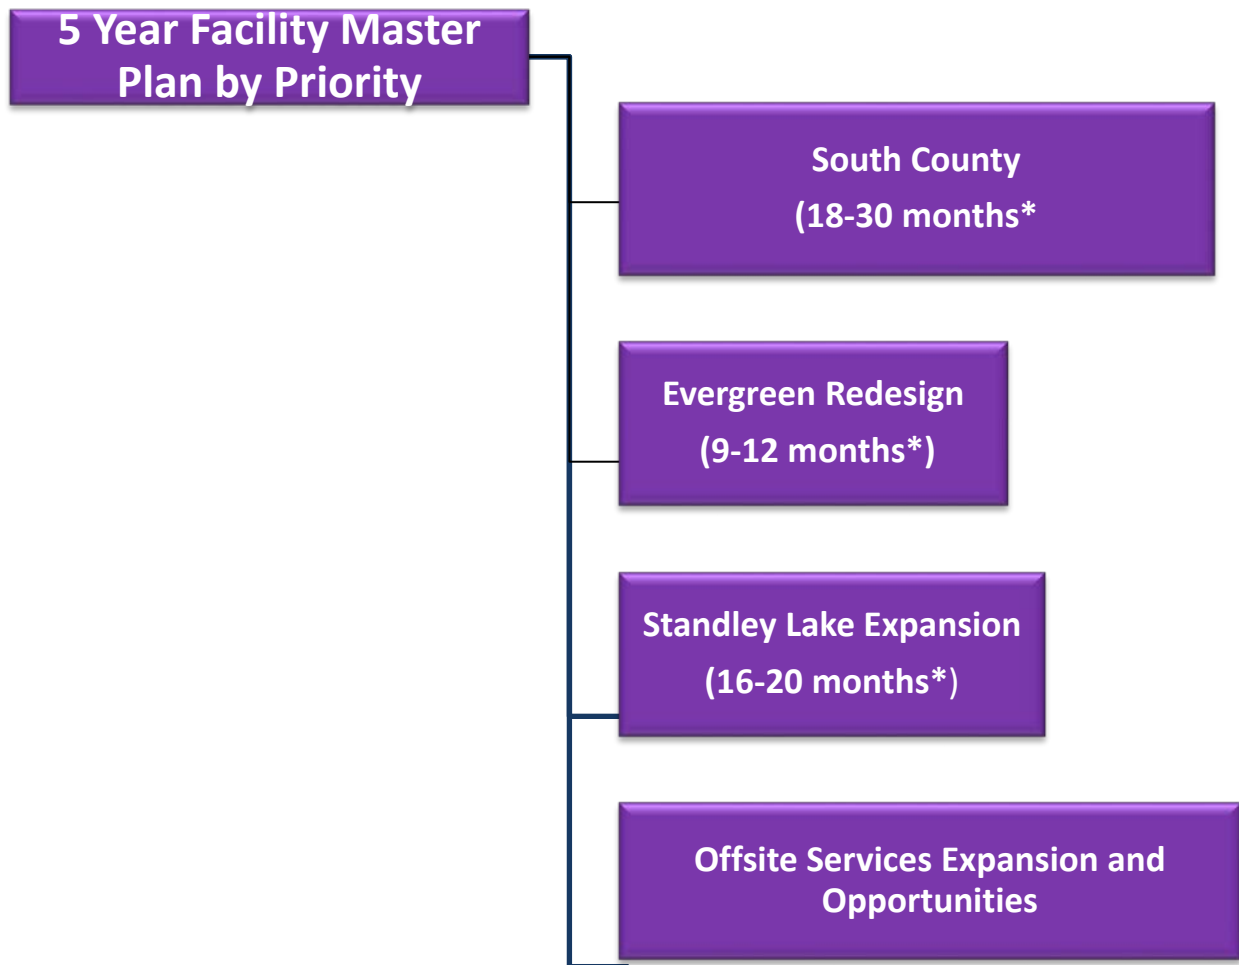 5 Year Facility Master
Plan by Priority
South County
(18-30 months*
Evergreen Redesign
(9-12 months*)
Standley Lake Expansion
(16-20 months*)
Offsite Services Expansion and
Opportunities